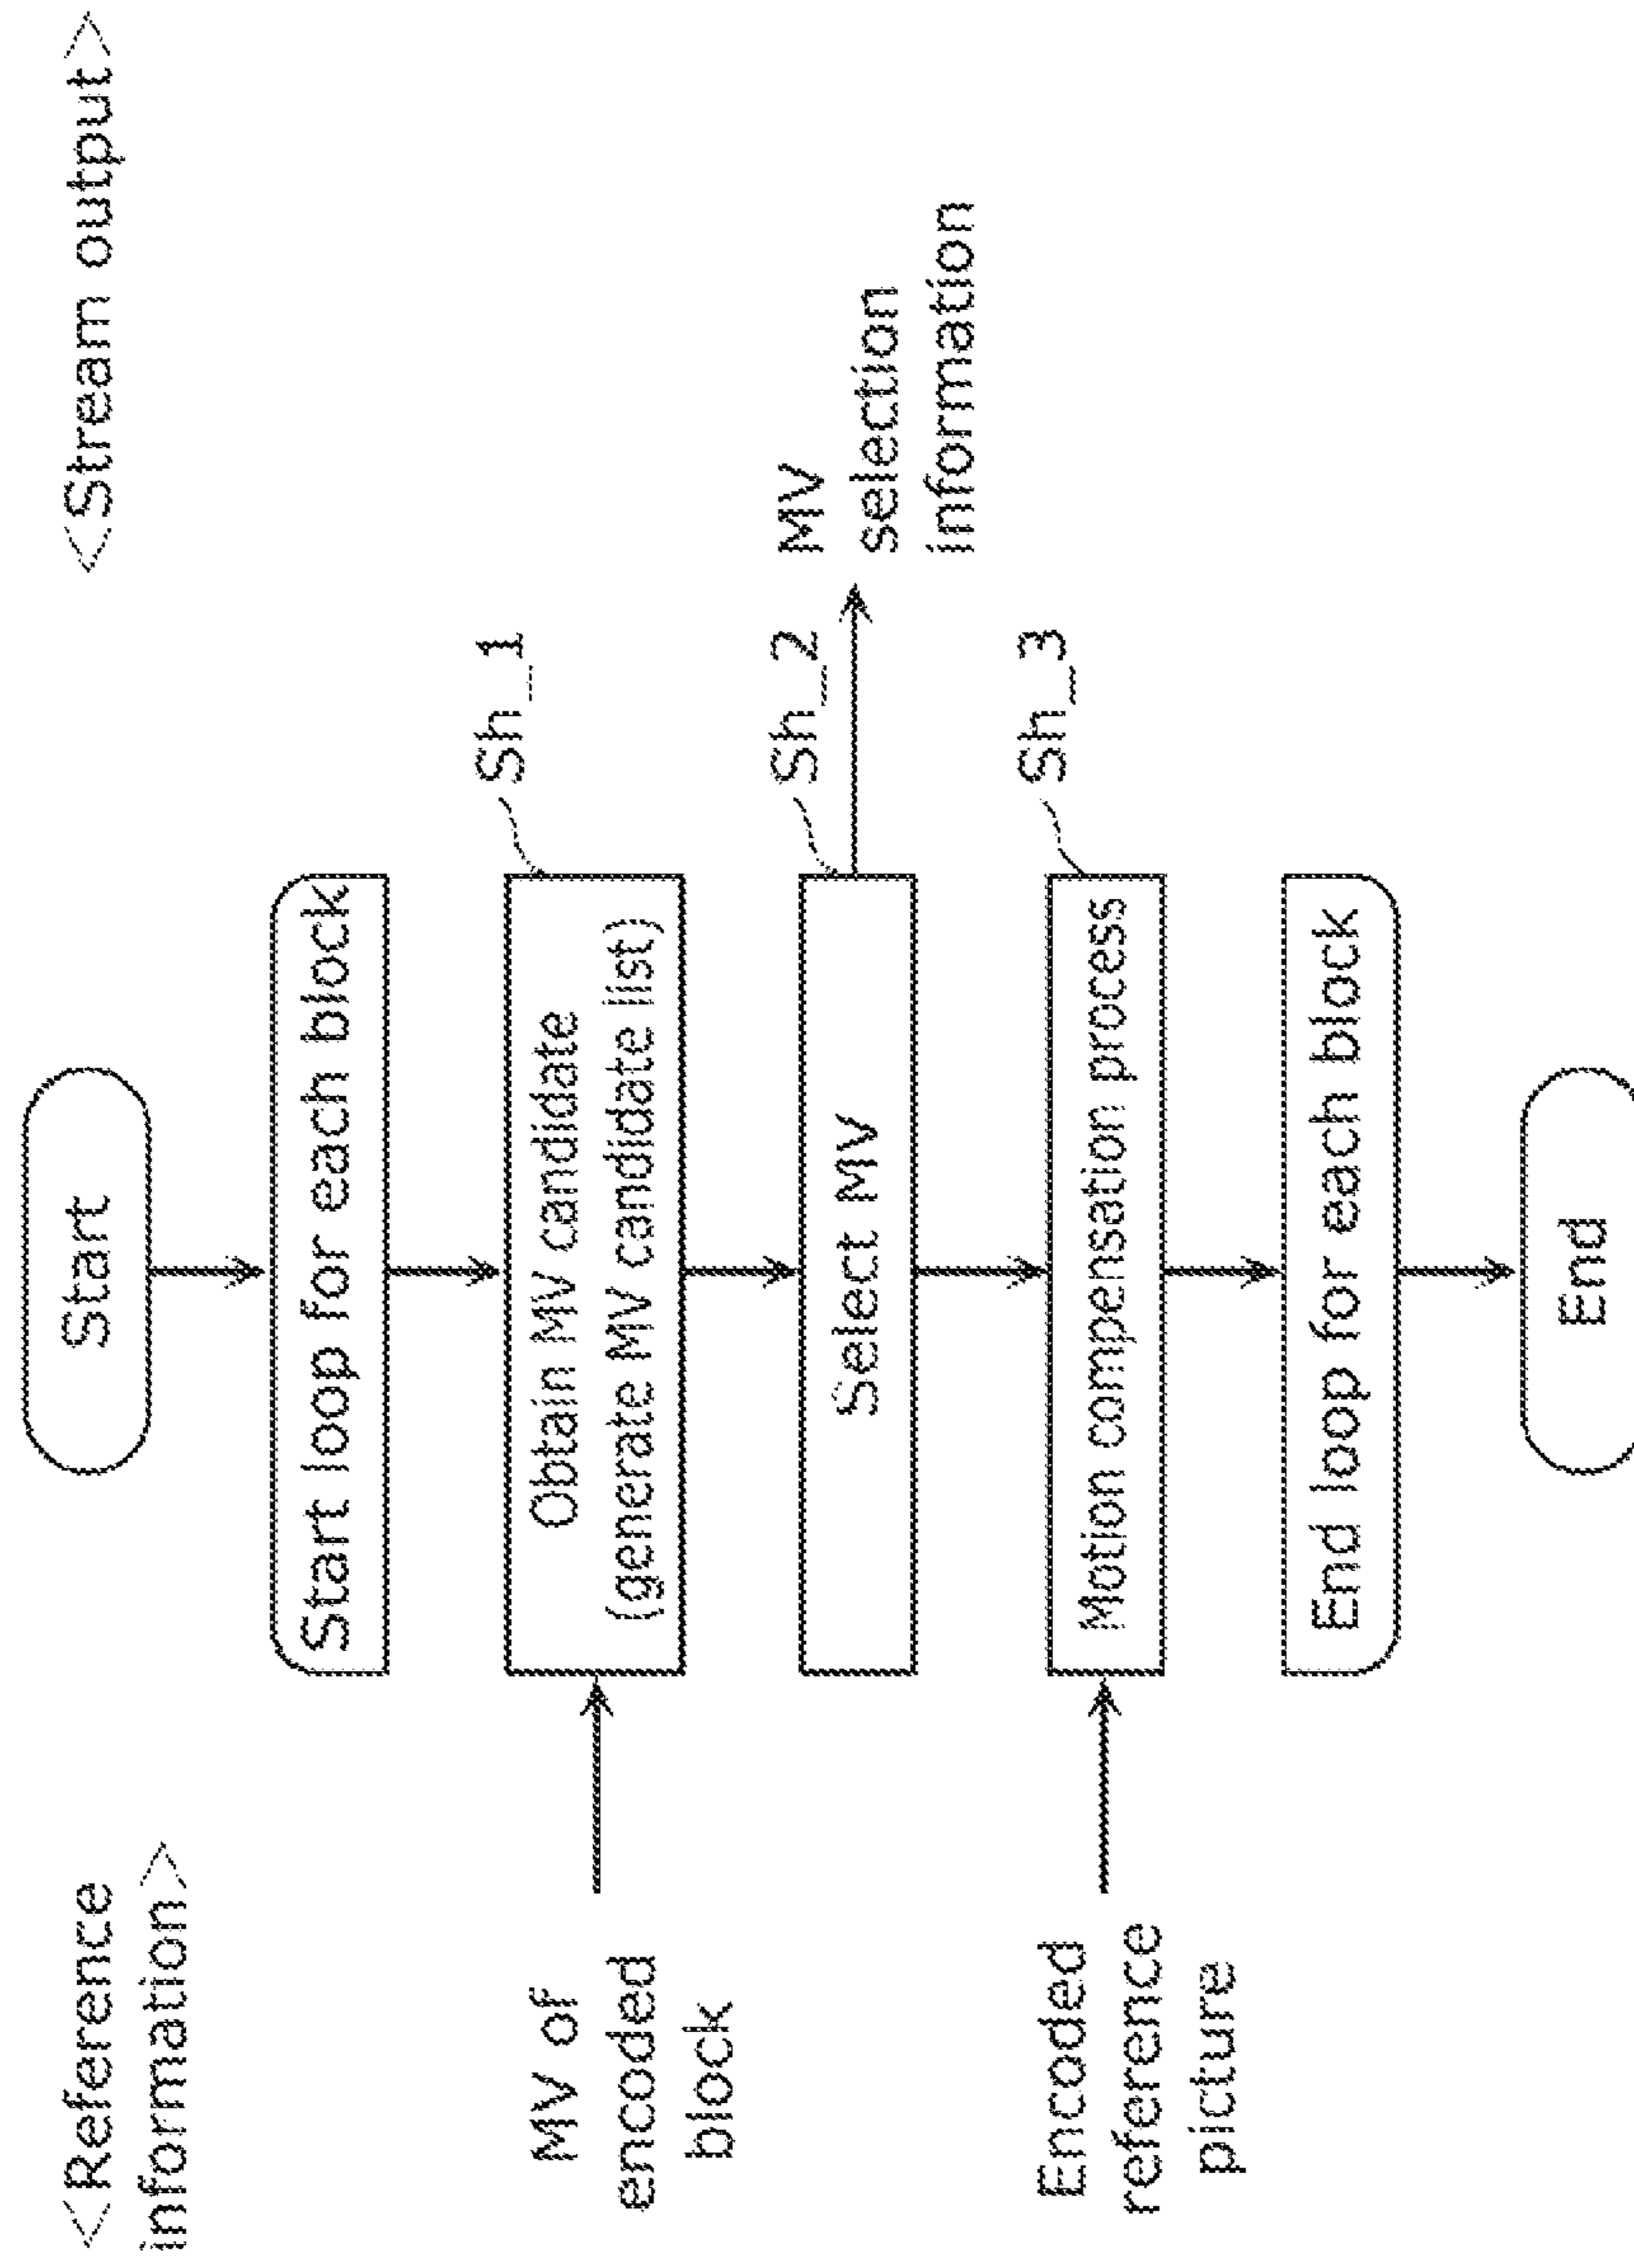 <Reference
information>
<Stream output>
Start
Start loop for each block
MV of
encoded
block
Obtain MV candidate
(generate MV candidate list)
Sh_1
Select MV
Sh_2
MV
selection
information
Encoded
reference
picture
Motion compensation process
Sh_3
End loop for each block
End